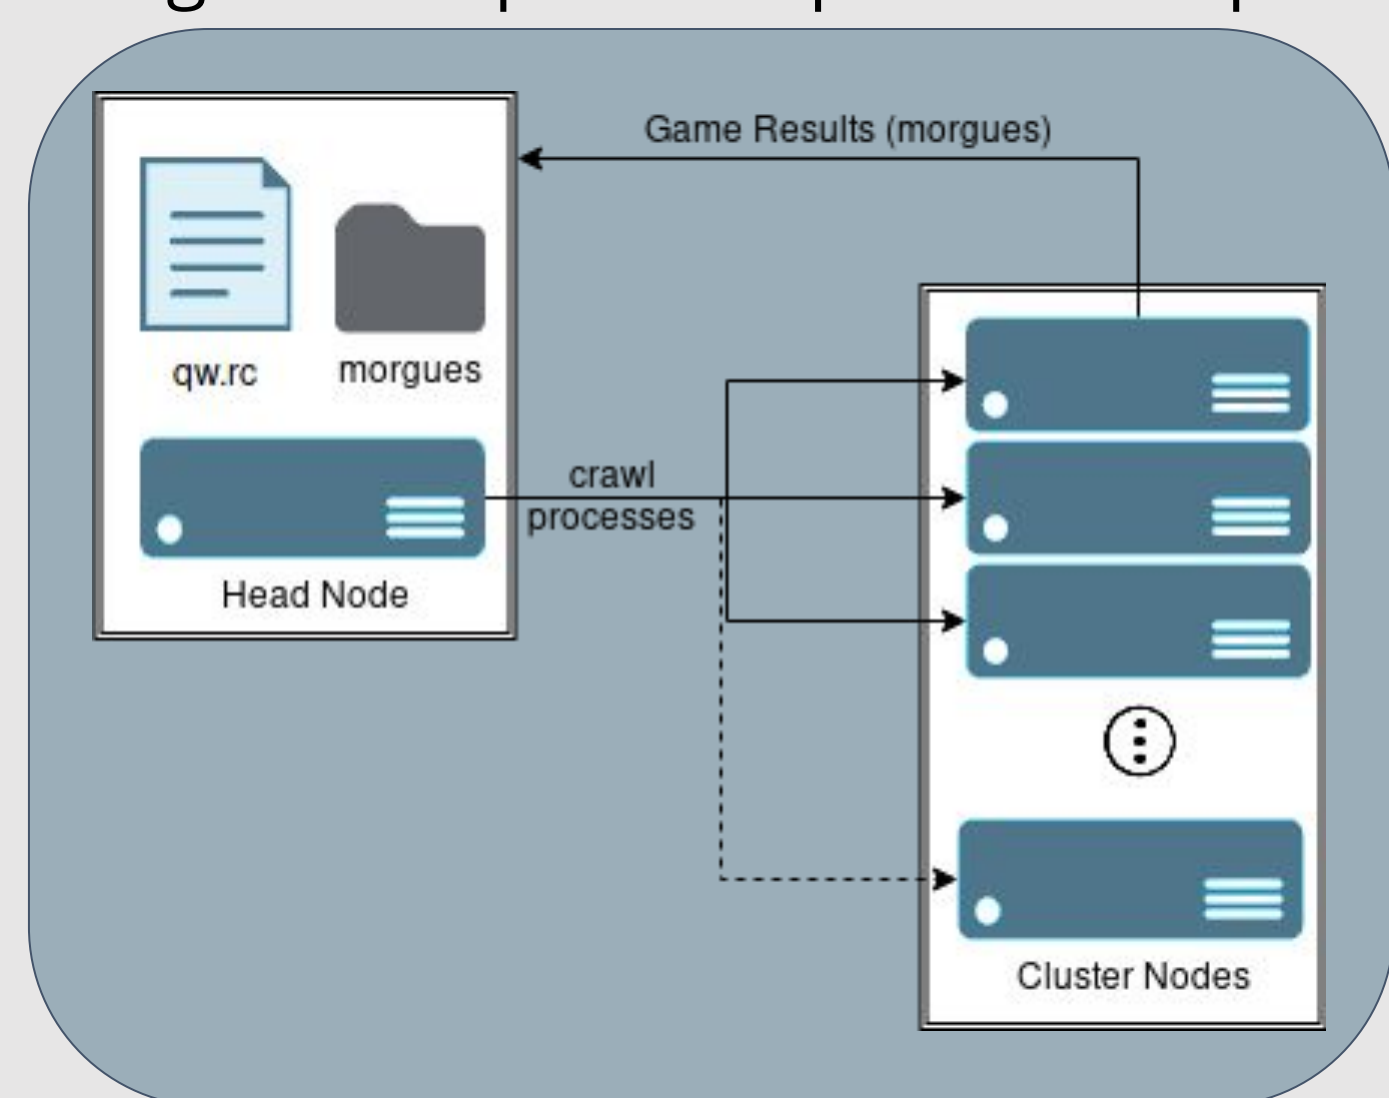 Game Results (morgues)
qw.rc
morgues
crawl
processes
Head Node
Cluster Nodes